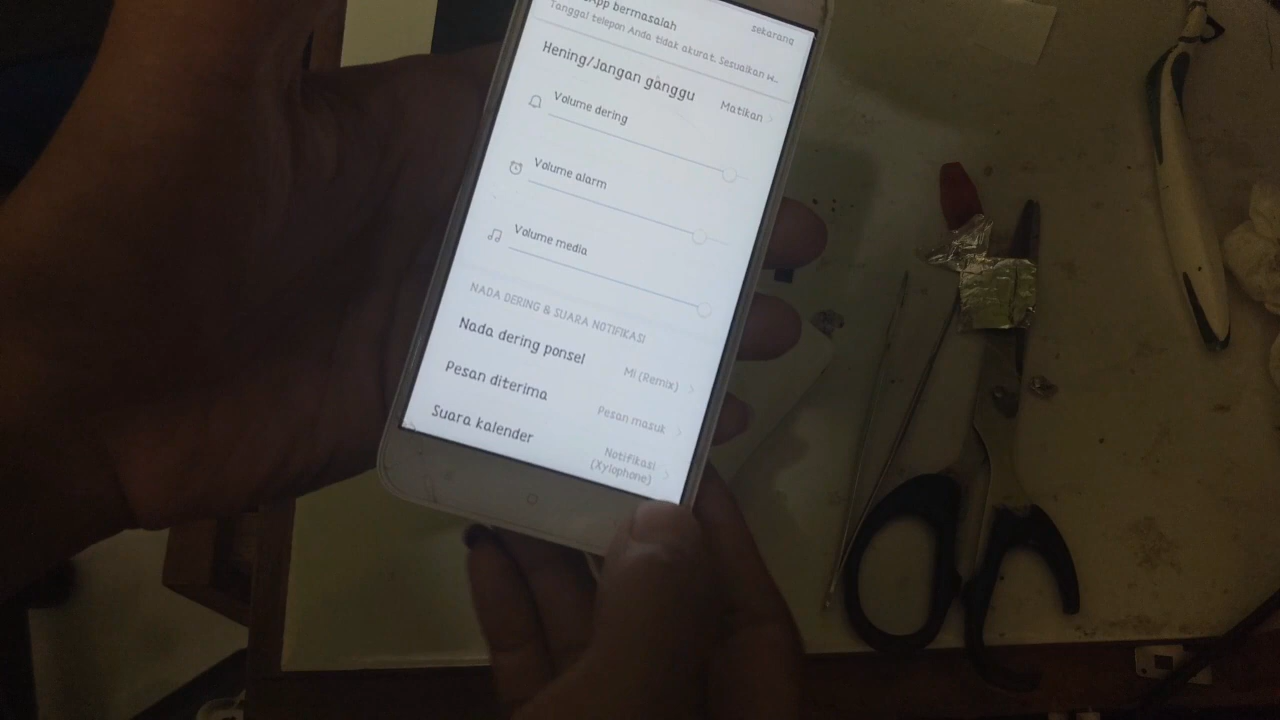 App bermasalah sekarang
Tanggal telepon Anda tidak akurat. Sesuaikan w..
Hening/Jangan ganggu Matikan
Volume dering
Volume alarm
Volume media
NADA DERING & SUARA NOTIFIKASI
Nada dering ponsel Mi (Remix)
Pesan diterima Pesan masuk
Suara kalender Notifikasi
(Xylophone)